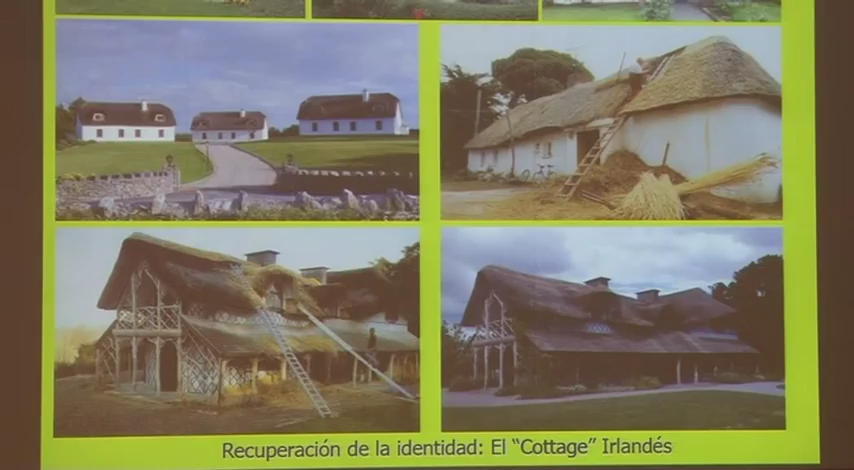 Recuperación de la identidad: El “Cottage” Irlandés